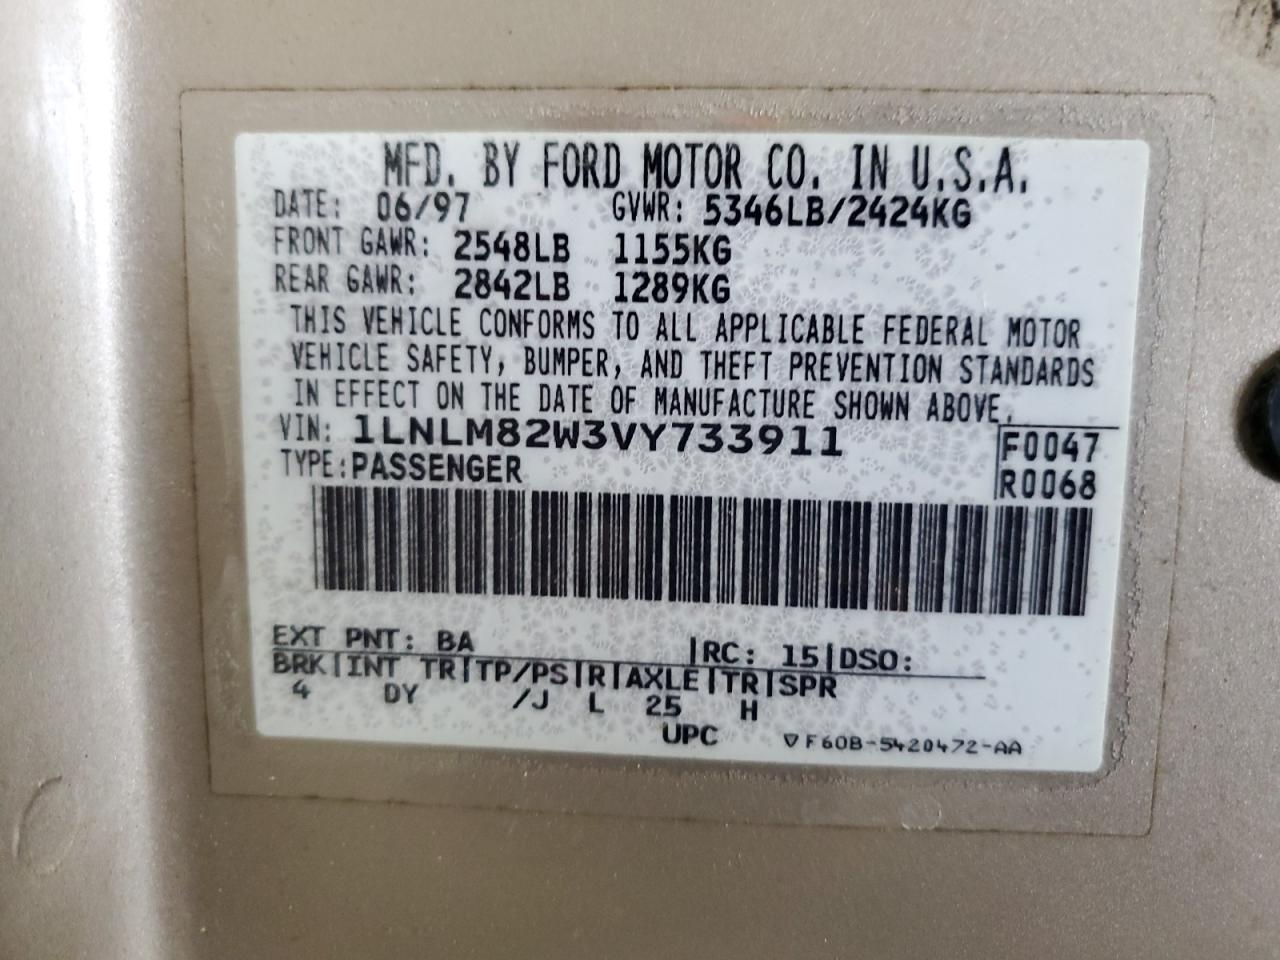 MFD. BY FORD MOTOR CO. IN U.S.A.
DATE: 06/97 GVWR: 5346LB/2424KG
FRONT GAWR: 2548LB 1155KG
REAR GAWR: 2842LB 1289KG
THIS VEHICLE CONFORMS TO ALL APPLICABLE FEDERAL MOTOR
VEHICLE SAFETY, BUMPER, AND THEFT PREVENTION STANDARDS
IN EFFECT ON THE DATE OF MANUFACTURE SHOWN ABOVE.
VIN: 1LNLM82W3VY733911 F0047
TYPE: PASSENGER R0068
EXT PNT: BA |RC: 15|DSO:
BRK|INT TR|TP/PS|R|AXLE|TR|SPR
4 DY /J L 25 H
UPC ▽F60B-5420472-AA